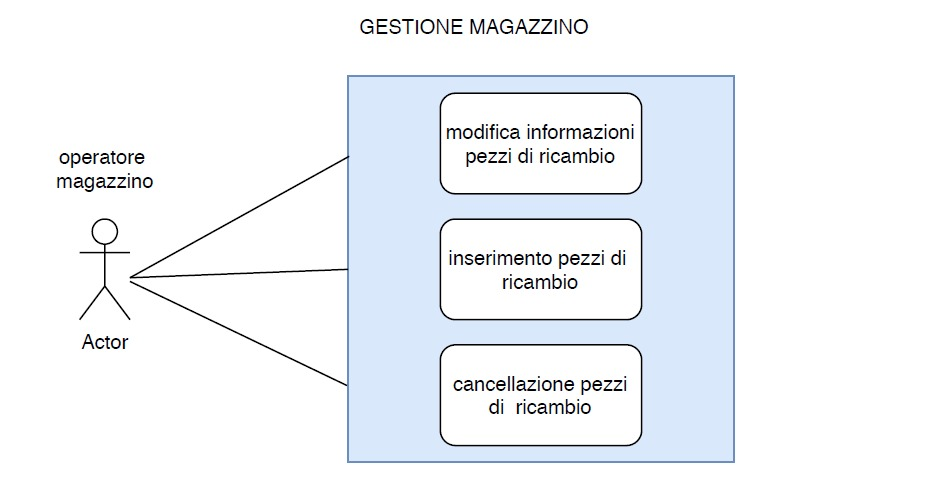 GESTIONE MAGAZZINO
operatore
magazzino
Actor
modifica informazioni
pezzi di ricambio
inserimento pezzi di
ricambio
cancellazione pezzi
di ricambio